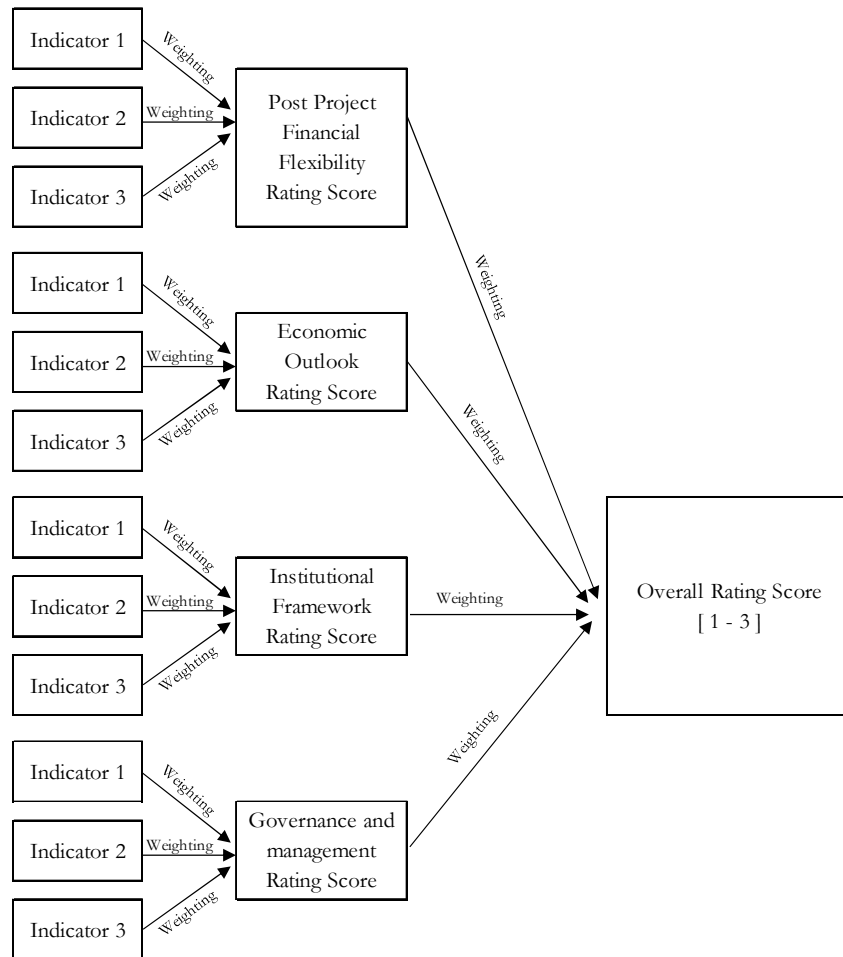 Indicator 1
Weighting
Indicator 2
Weighting
Indicator 3
Weighting
Post Project
Financial
Flexibility
Rating Score
Weighting
Indicator 1
Weighting
Indicator 2
Weighting
Indicator 3
Weighting
Economic
Outlook
Rating Score
Weighting
Indicator 1
Weighting
Indicator 2
Weighting
Indicator 3
Weighting
Institutional
Framework
Rating Score
Weighting
Indicator 1
Weighting
Indicator 2
Weighting
Indicator 3
Weighting
Governance and
management
Rating Score
Weighting
Overall Rating Score
[ 1 - 3 ]